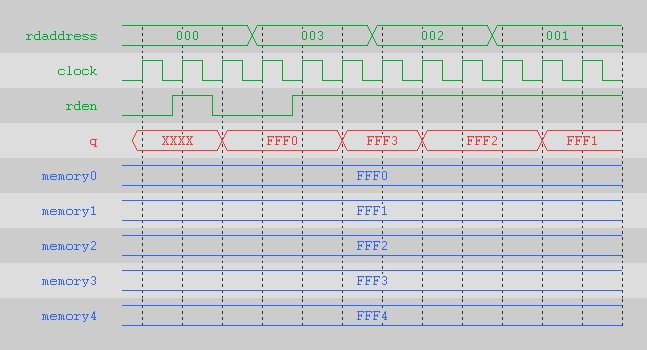 rdaddress 000 003 002 001
clock
rden
q XXXX FFF0 FFF3 FFF2 FFF1
memory0 FFF0
memory1 FFF1
memory2 FFF2
memory3 FFF3
memory4 FFF4